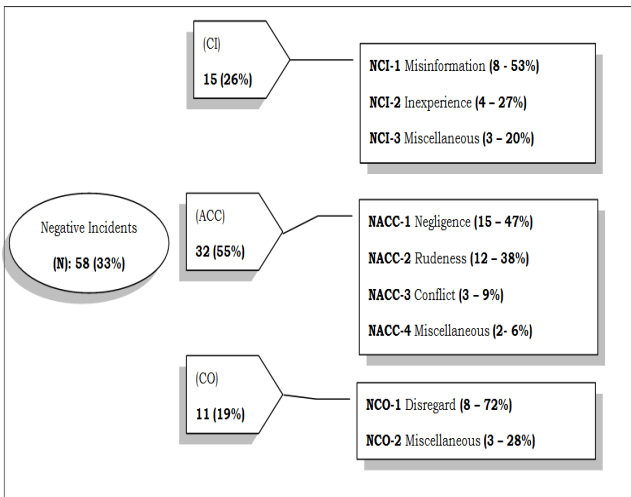 (CI)
15 (26%)
NCI-1 Misinformation (8 - 53%)
NCI-2 Inexperience (4 – 27%)
NCI-3 Miscellaneous (3 – 20%)
Negative Incidents
(N): 58 (33%)
(ACC)
32 (55%)
NACC-1 Negligence (15 – 47%)
NACC-2 Rudeness (12 – 38%)
NACC-3 Conflict (3 – 9%)
NACC-4 Miscellaneous (2- 6%)
(CO)
11 (19%)
NCO-1 Disregard (8 – 72%)
NCO-2 Miscellaneous (3 – 28%)